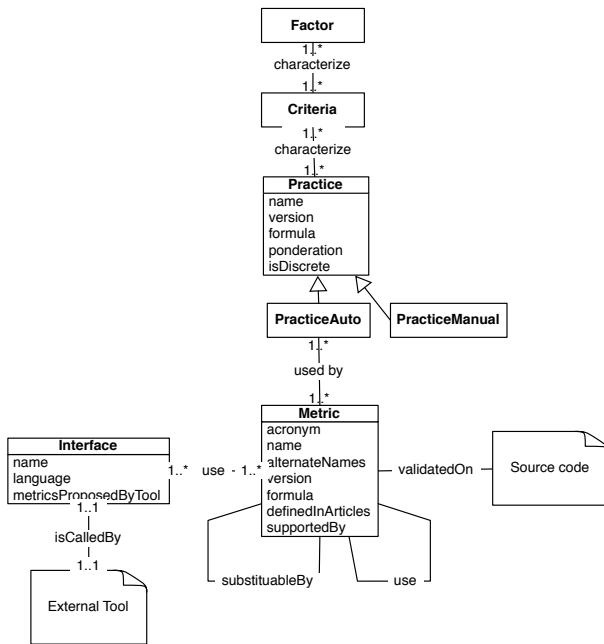 Factor
1..*
characterize
1..*
Criteria
1..*
characterize
1..*
Practice
name
version
formula
ponderation
isDiscrete
PracticeAuto
PracticeManual
1..*
used by
1..*
Metric
acronym
name
alternateNames
version
formula
definedInArticles
supportedBy
Interface
name
language
metricsProposedByTool
1..* use 1..*
validatedOn
Source code
1..1
isCalledBy
1..1
External Tool
substituableBy
use